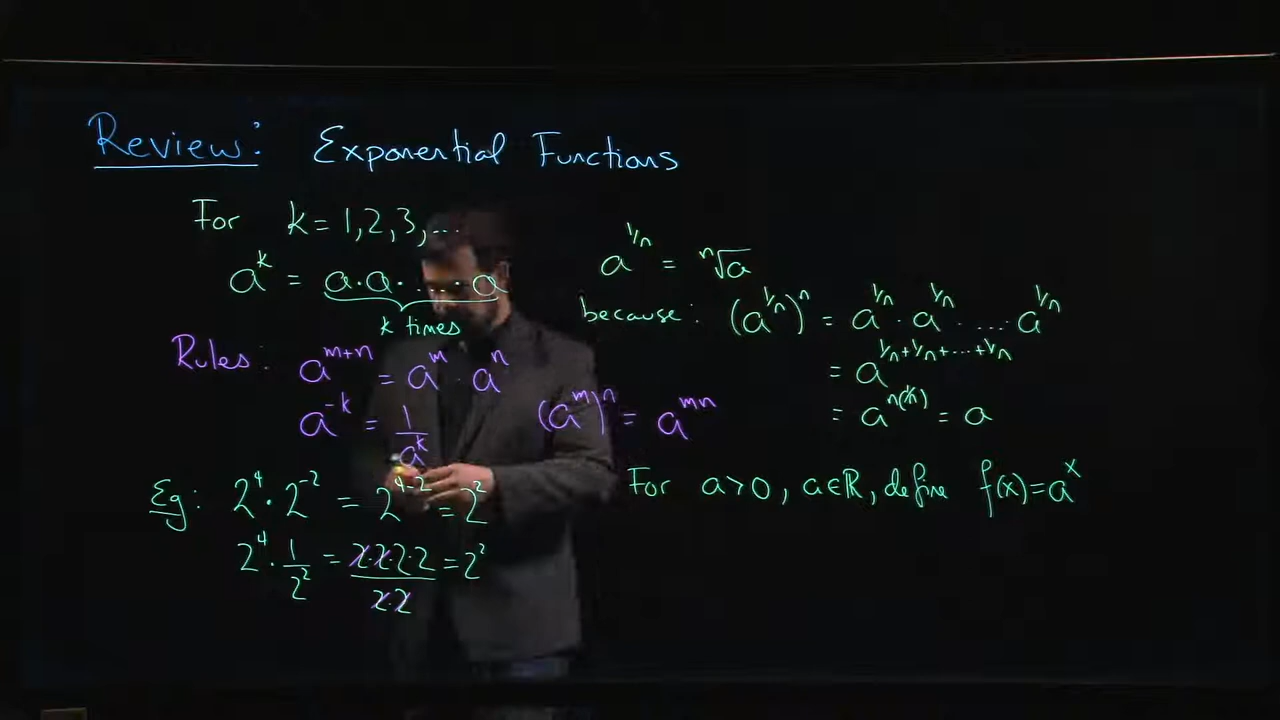 Review: Exponential Functions
For k = 1,2,3,...
a^k = a·a·...·a
k times
Rules: a^{m+n} = a^m · a^n
a^{-k} = 1/a^k (a^m)^n = a^{mn}
Eg: 2^4 · 2^{-2} = 2^{4-2} = 2^2
2^4 · 1/2^2 = 2·2·2·2/2·2 = 2^2
a^{1/n} = ⁿ√a
because: (a^{1/n})^n = a^{1/n} · a^{1/n} · .... a^{1/n}
= a^{1/n+1/n+...+1/n}
= a^{n(1/n)} = a
For a>0, a∈ℝ, define f(x)=a^x